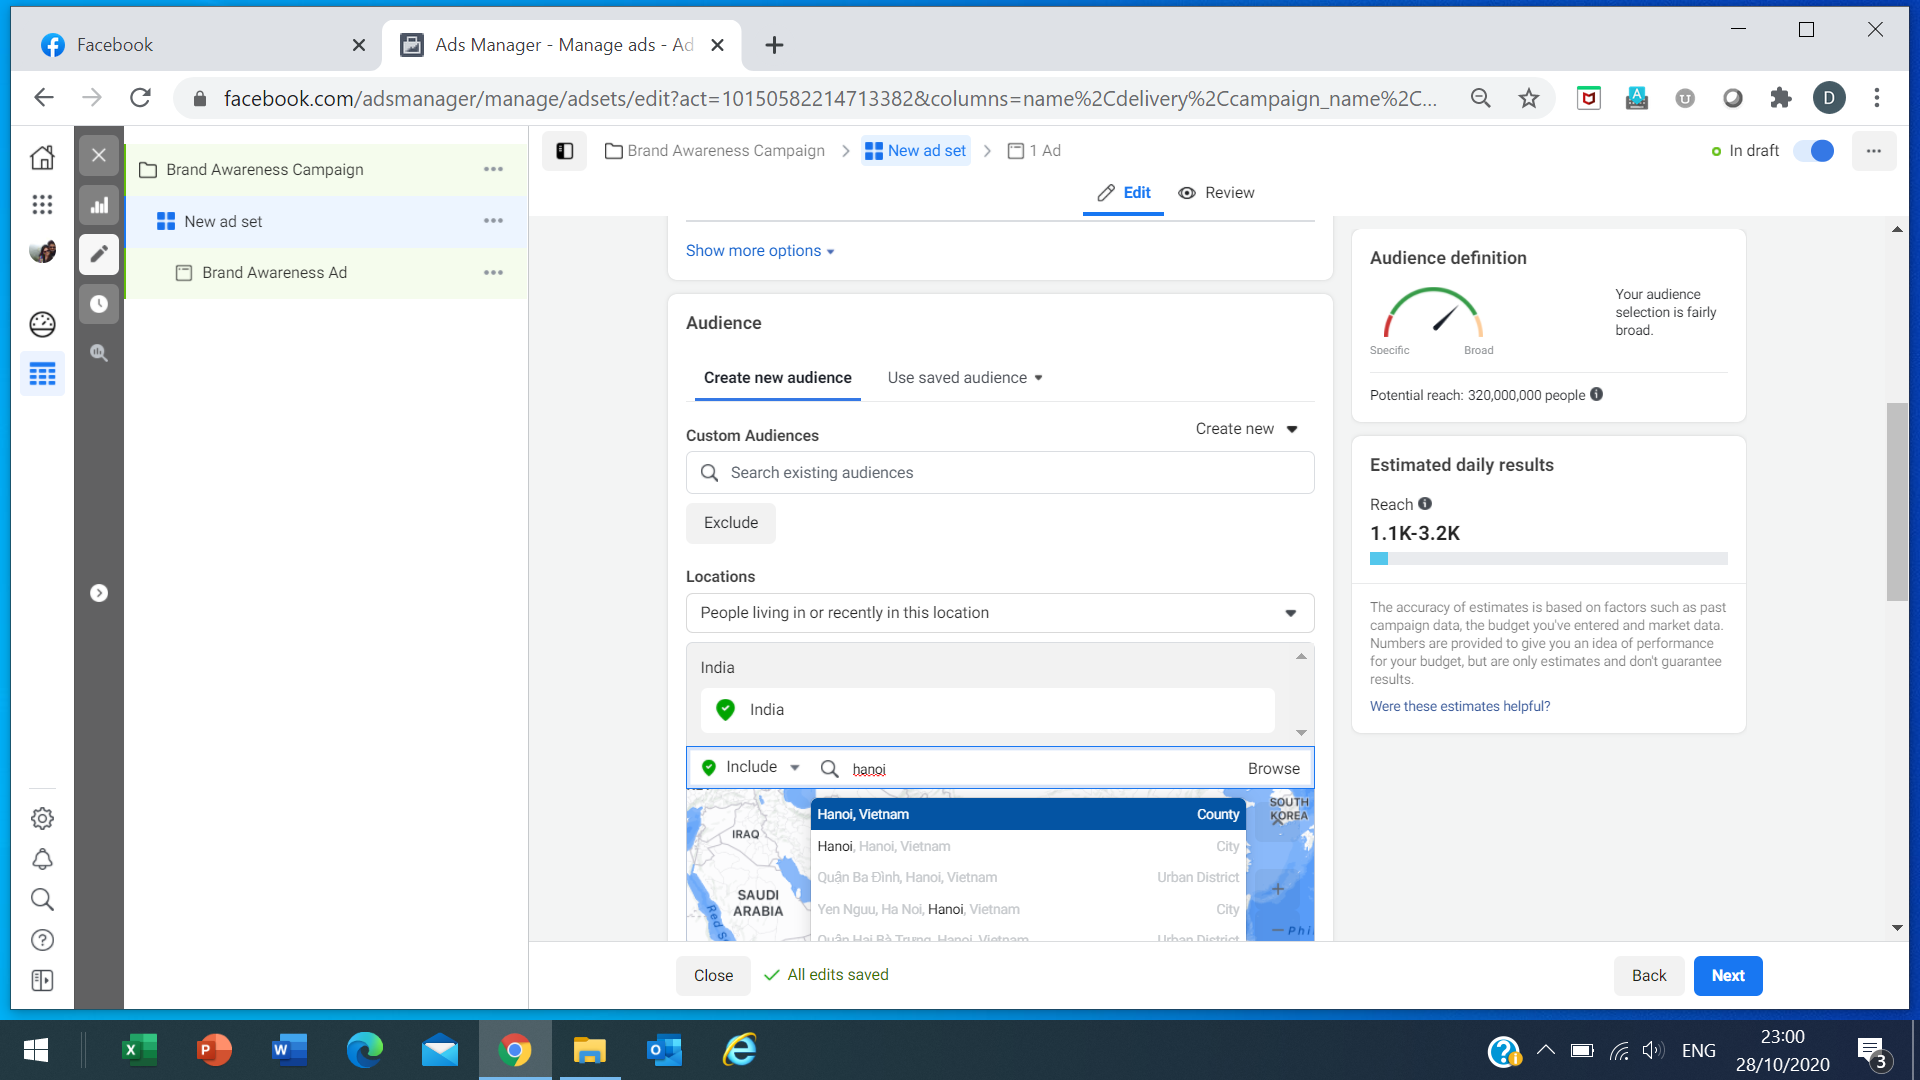 Facebook
Ads Manager - Manage ads - Ad
facebook.com/adsmanager/manage/adsets/edit?act=10150582214713382&columns=name%2Cdelivery%2Ccampaign_name%2C...
D
Brand Awareness Campaign
New ad set
Brand Awareness Ad
Brand Awareness Campaign
New ad set
1 Ad
In draft
Edit
Review
Show more options
Audience
Create new audience
Use saved audience
Custom Audiences
Create new
Search existing audiences
Exclude
Locations
People living in or recently in this location
India
India
Include
hanoi
Browse
Hanoi, Vietnam County
Hanoi, Hanoi, Vietnam City
Quận Ba Đình, Hanoi, Vietnam Urban District
Yen Nguu, Ha Noi, Hanoi, Vietnam City
Quận Hai Bà Trưng, Hanoi, Vietnam Urban District
IRAQ
SAUDI
ARABIA
Red S
SOUTH
KOREA
Phi
Audience definition
Specific
Broad
Your audience
selection is fairly
broad.
Potential reach: 320,000,000 people
Estimated daily results
Reach
1.1K-3.2K
The accuracy of estimates is based on factors such as past
campaign data, the budget you've entered and market data.
Numbers are provided to give you an idea of performance
for your budget, but are only estimates and don't guarantee
results.
Were these estimates helpful?
Close
All edits saved
Back
Next
ENG
23:00
28/10/2020
3